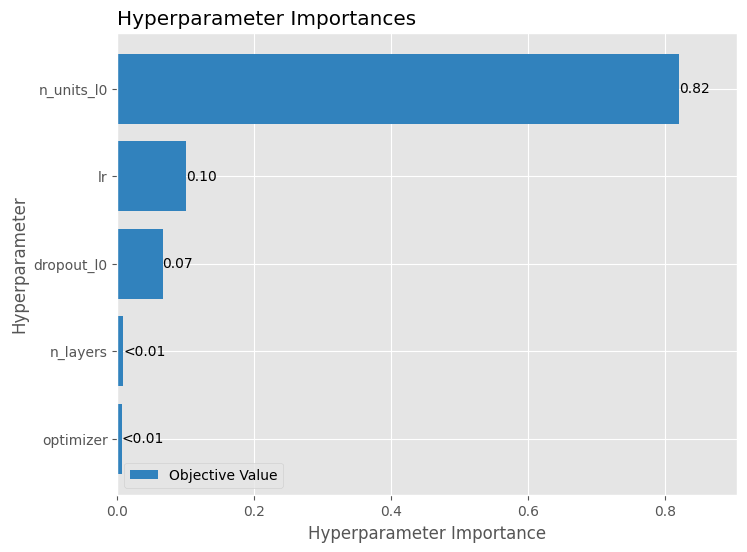 Hyperparameter Importances
Hyperparameter
n_units_l0
0.82
lr
0.10
dropout_l0
0.07
n_layers
<0.01
optimizer
<0.01
Objective Value
0.0
0.2
0.4
0.6
0.8
Hyperparameter Importance